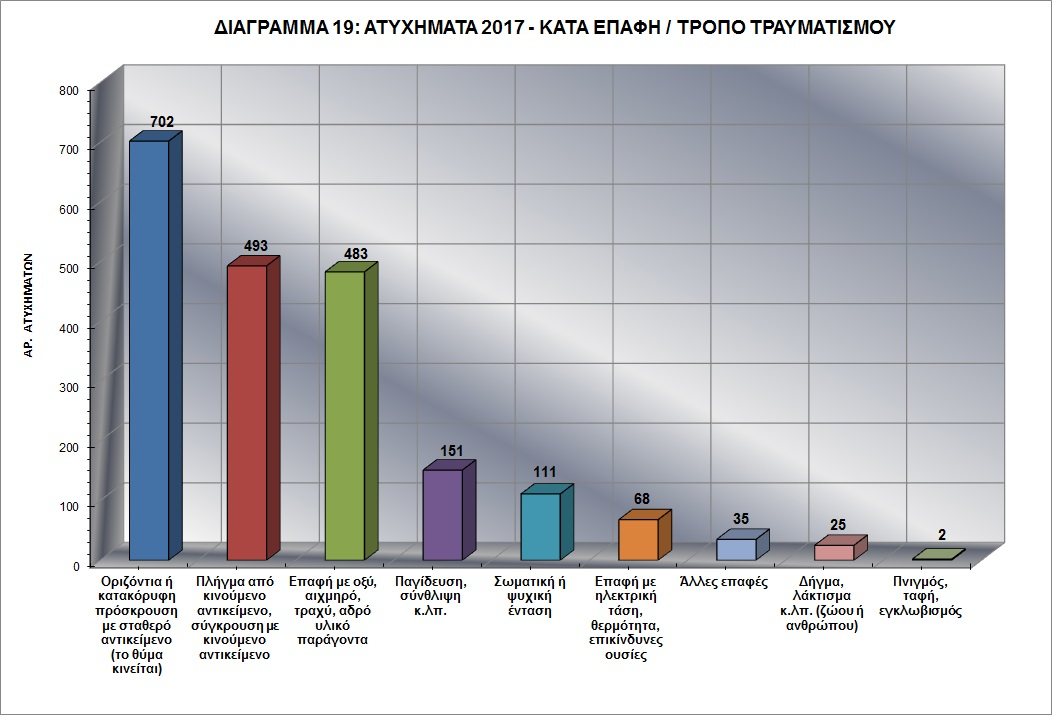 ΔΙΑΓΡΑΜΜΑ 19: ΑΤΥΧΗΜΑΤΑ 2017 - ΚΑΤΑ ΕΠΑΦΗ / ΤΡΟΠΟ ΤΡΑΥΜΑΤΙΣΜΟΥ
ΑΡ. ΑΤΥΧΗΜΑΤΩΝ
800
700
600
500
400
300
200
100
0
702
493
483
151
111
68
35
25
2
Οριζόντια ή
κατακόρυφη
πρόσκρουση
με σταθερό
αντικείμενο
(το θύμα
κινείται)
Πλήγμα από
κινούμενο
αντικείμενο,
σύγκρουση με
κινούμενο
αντικείμενο
Επαφή με οξύ,
αιχμηρό,
τραχύ, αδρό
υλικό
παράγοντα
Παγίδευση,
σύνθλιψη
κ.λπ.
Σωματική ή
ψυχική
ένταση
Επαφή με
ηλεκτρική
τάση,
θερμότητα,
επικίνδυνες
ουσίες
Άλλες επαφές
Δήγμα,
λάκτισμα
κ.λπ. (ζώου ή
ανθρώπου)
Πνιγμός,
ταφή,
εγκλωβισμός